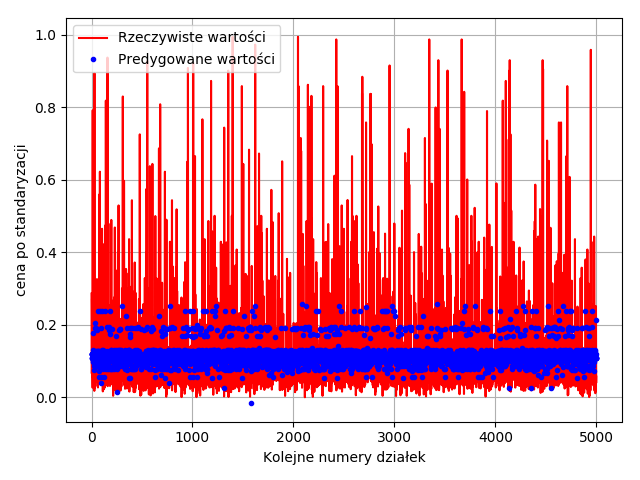 Rzeczywiste wartości
Predygowane wartości
1.0
0.8
0.6
0.4
0.2
0.0
cena po standaryzacji
0 1000 2000 3000 4000 5000
Kolejne numery działek